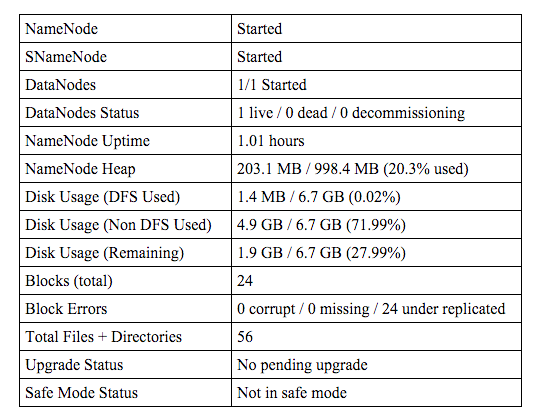 NameNode Started
SNameNode Started
DataNodes 1/1 Started
DataNodes Status 1 live / 0 dead / 0 decommissioning
NameNode Uptime 1.01 hours
NameNode Heap 203.1 MB / 998.4 MB (20.3% used)
Disk Usage (DFS Used) 1.4 MB / 6.7 GB (0.02%)
Disk Usage (Non DFS Used) 4.9 GB / 6.7 GB (71.99%)
Disk Usage (Remaining) 1.9 GB / 6.7 GB (27.99%)
Blocks (total) 24
Block Errors 0 corrupt / 0 missing / 24 under replicated
Total Files + Directories 56
Upgrade Status No pending upgrade
Safe Mode Status Not in safe mode